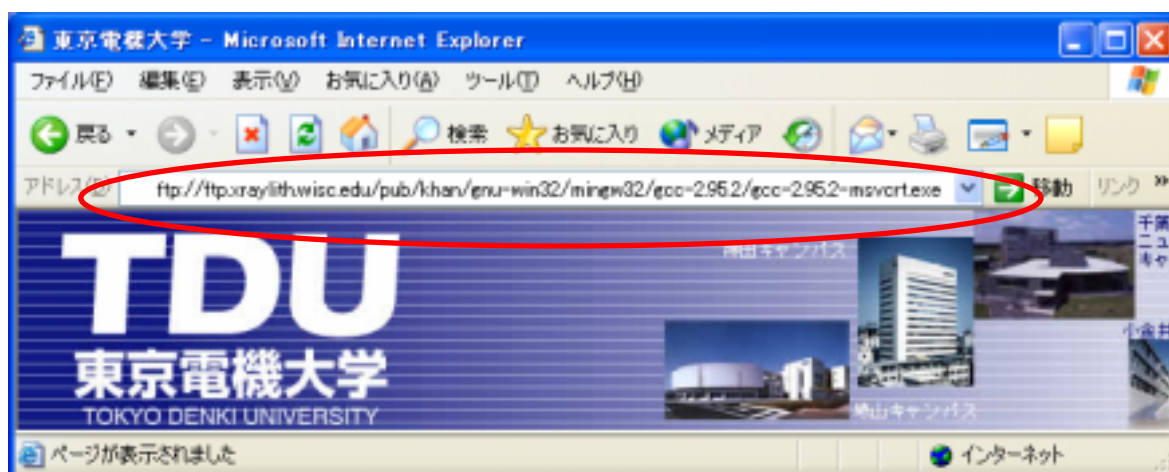 東京電機大学 - Microsoft Internet Explorer
ファイル(F) 編集(E) 表示(V) お気に入り(A) ツール(T) ヘルプ(H)
戻る 検索 お気に入り メディア
アドレス(D) ftp://ftp.xraylith.wisc.edu/pub/khan/gnu-win32/mingw32/gcc-2.95.2/gcc-2.95.2-msvcrt.exe 移動 リンク »
神田キャンパス
千葉
ニュ
キャ
TDU
小金井
東京電機大学
TOKYO DENKI UNIVERSITY
鳩山キャンパス
ページが表示されました インターネット